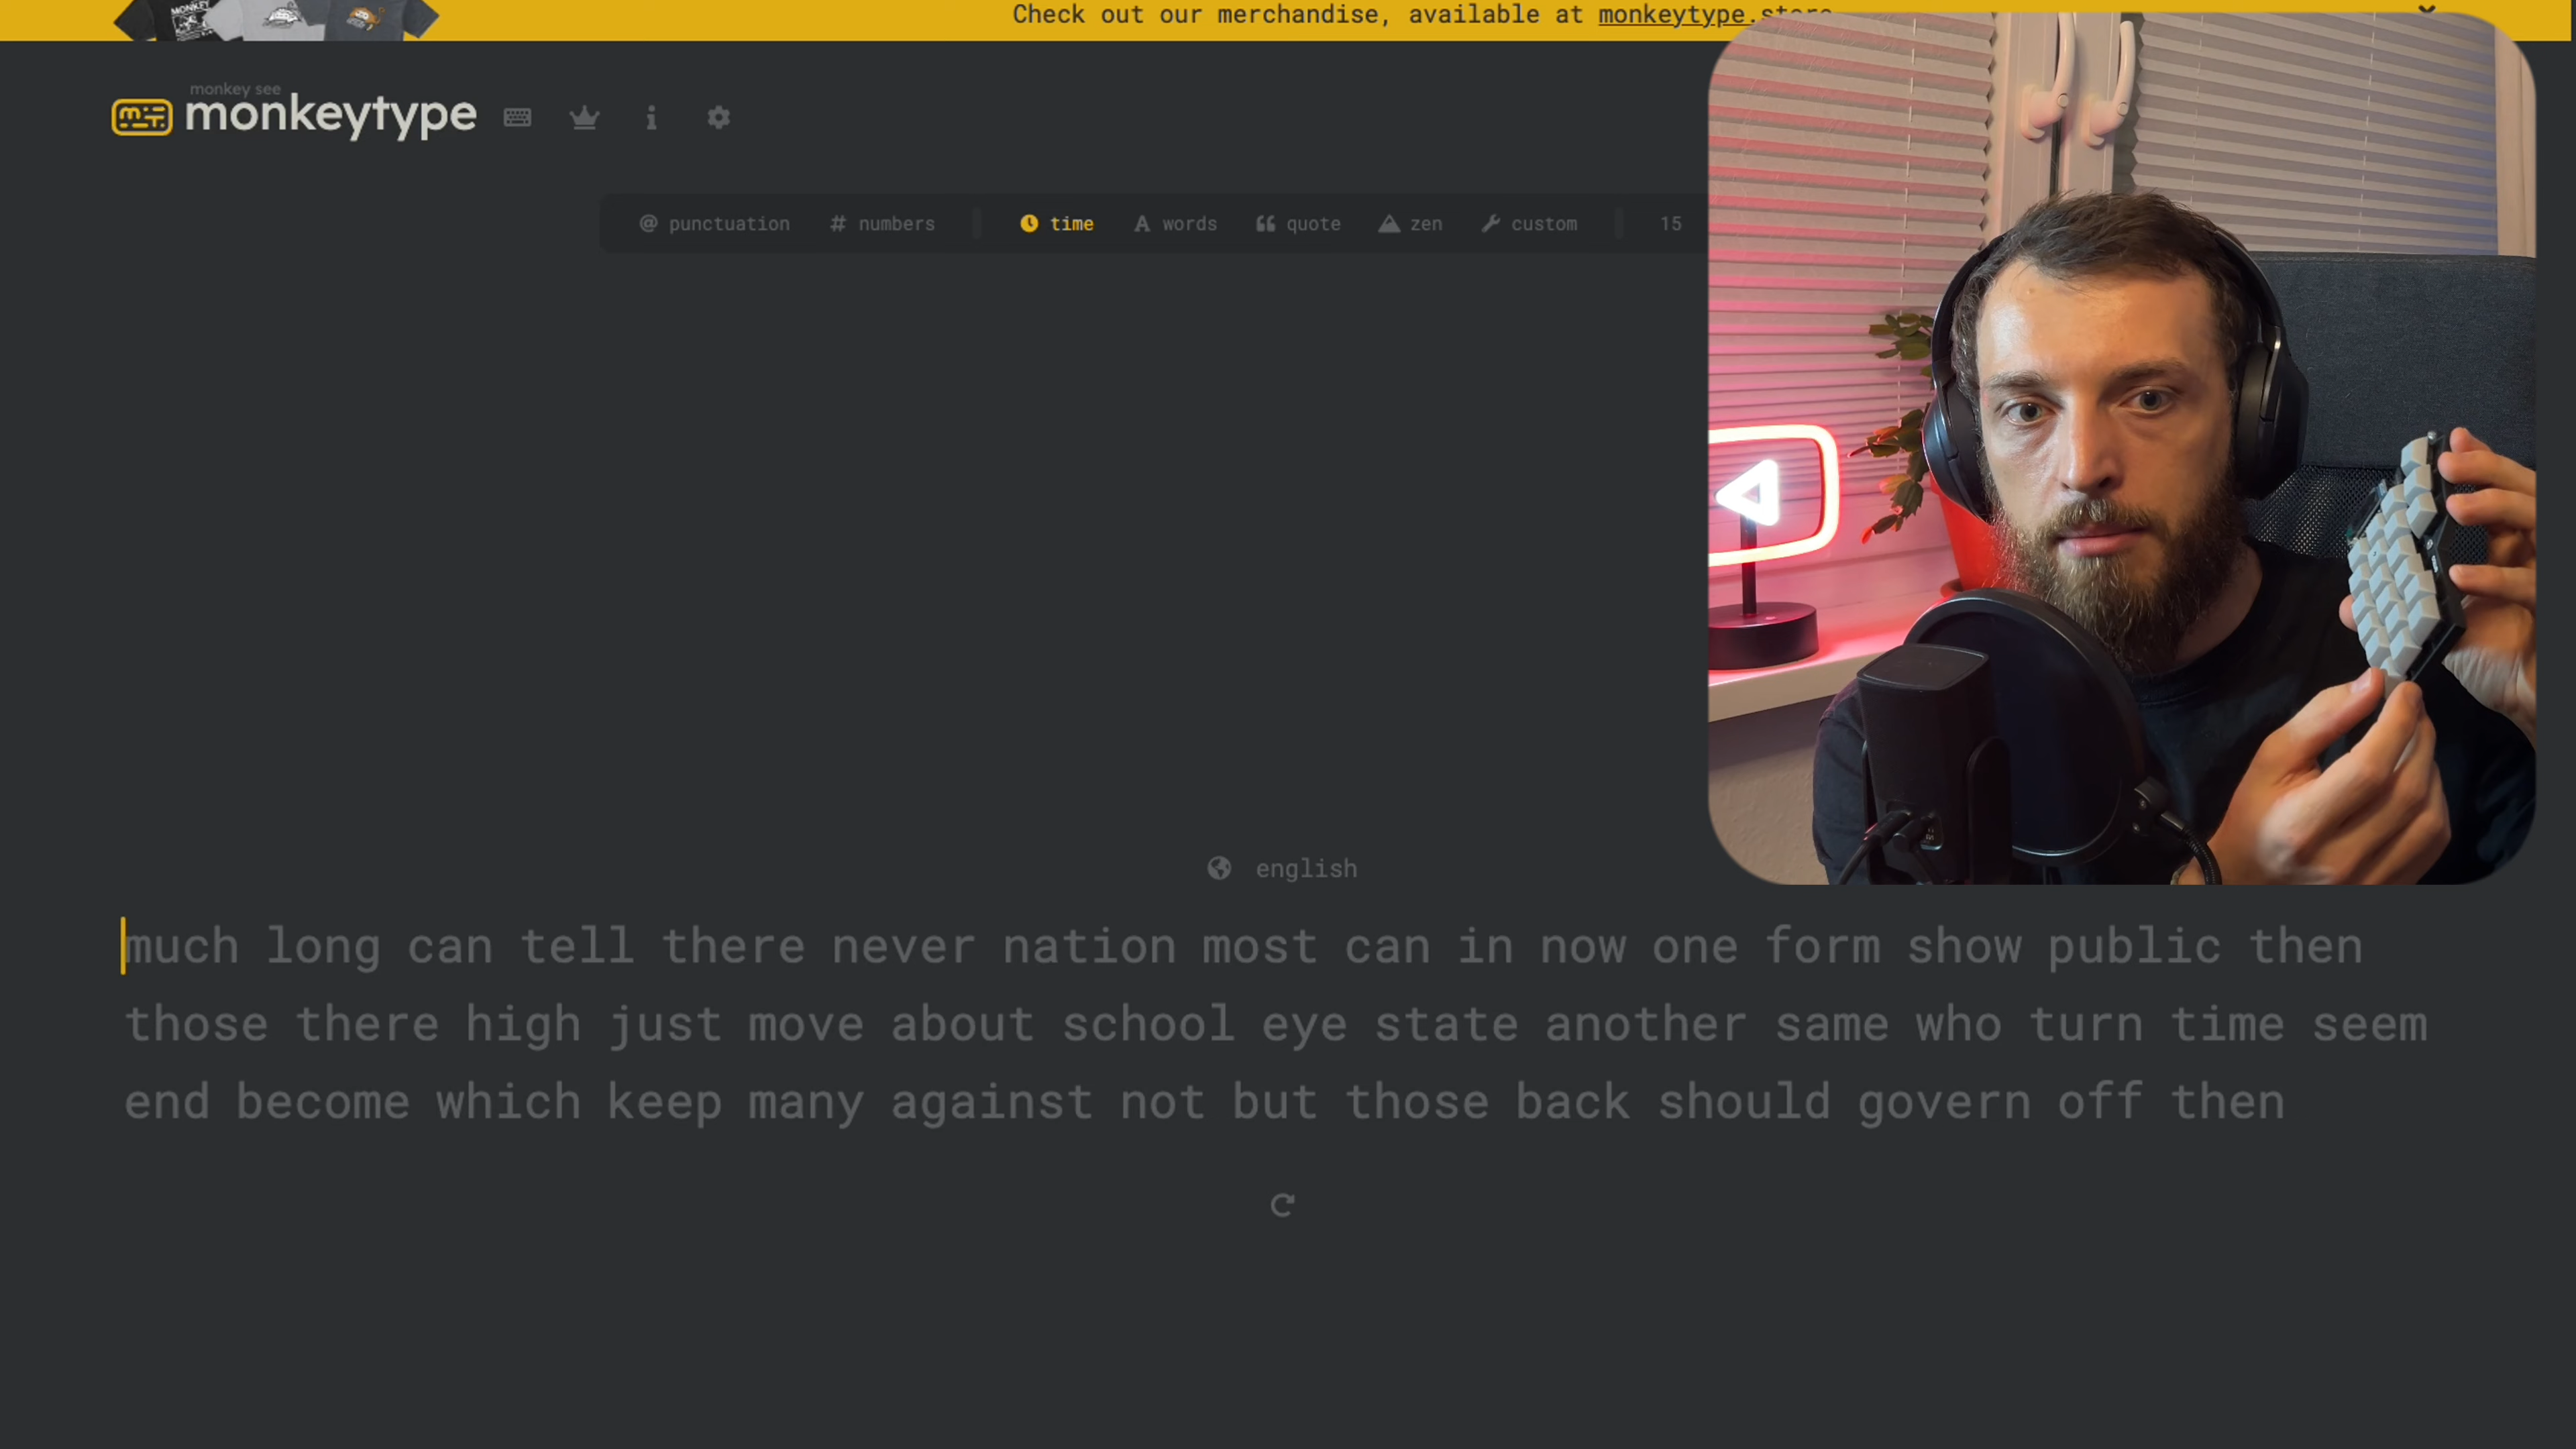 MONKEY
Check out our merchandise, available at monkeytype.store
monkey see
monkeytype
@ punctuation # numbers time A words quote zen custom 15
english
much long can tell there never nation most can in now one form show public then
those there high just move about school eye state another same who turn time seem
end become which keep many against not but those back should govern off then